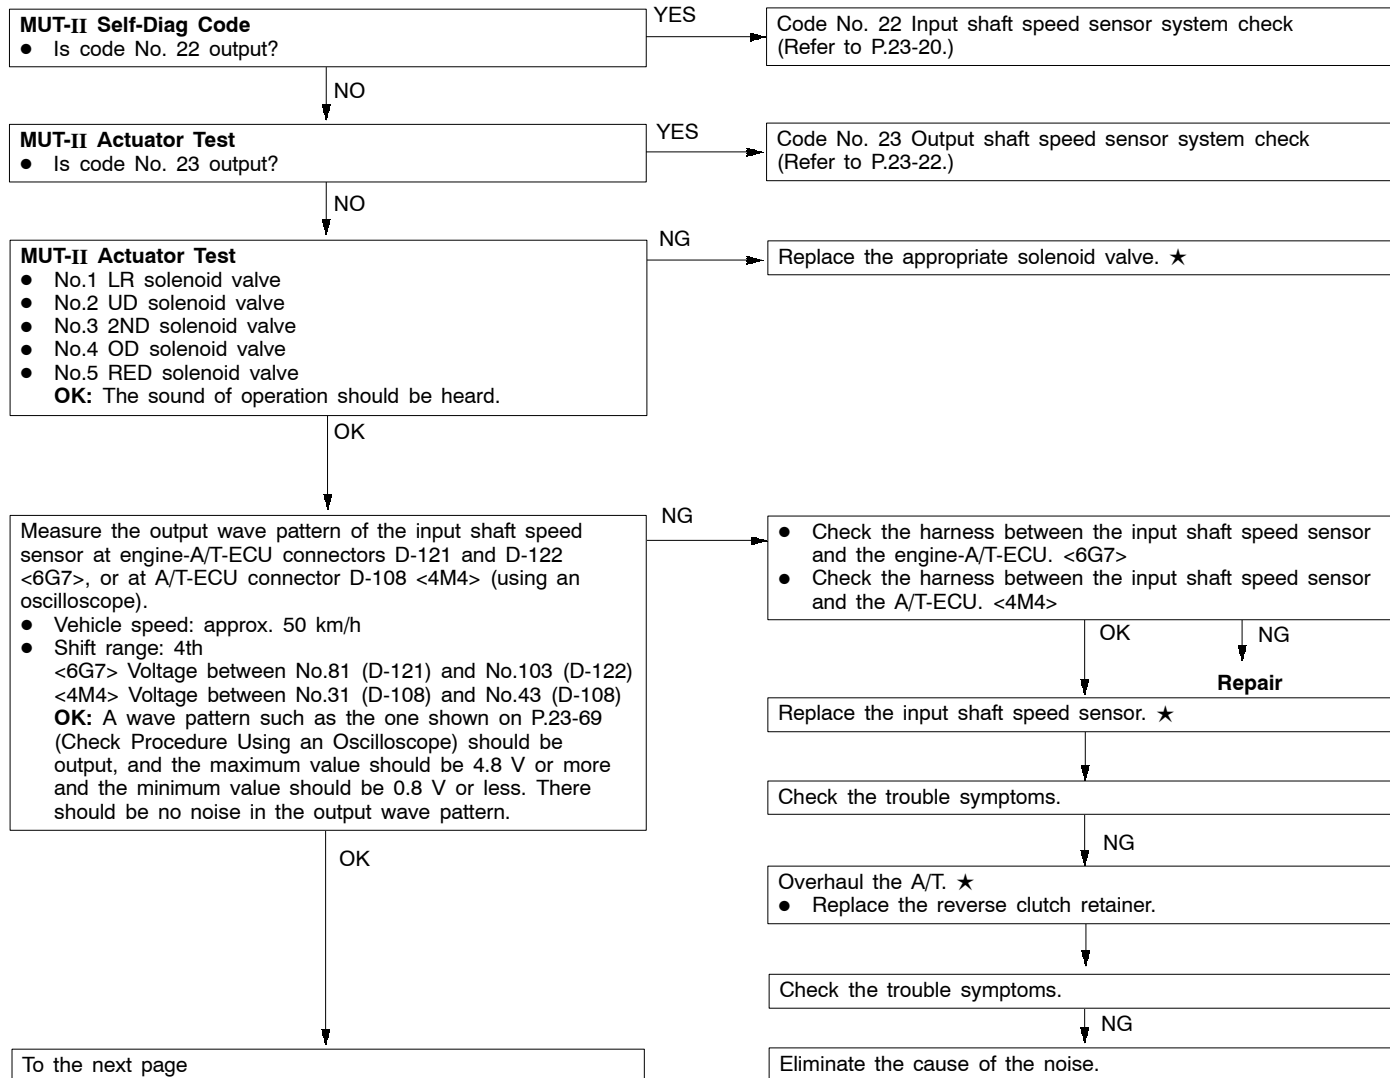 MUT-II Self-Diag Code
● Is code No. 22 output?
YES
Code No. 22 Input shaft speed sensor system check
(Refer to P.23-20.)
NO
MUT-II Actuator Test
● Is code No. 23 output?
YES
Code No. 23 Output shaft speed sensor system check
(Refer to P.23-22.)
NO
MUT-II Actuator Test
● No.1 LR solenoid valve
● No.2 UD solenoid valve
● No.3 2ND solenoid valve
● No.4 OD solenoid valve
● No.5 RED solenoid valve
OK: The sound of operation should be heard.
NG
Replace the appropriate solenoid valve. ★
OK
Measure the output wave pattern of the input shaft speed
sensor at engine-A/T-ECU connectors D-121 and D-122
<6G7>, or at A/T-ECU connector D-108 <4M4> (using an
oscilloscope).
● Vehicle speed: approx. 50 km/h
● Shift range: 4th
<6G7> Voltage between No.81 (D-121) and No.103 (D-122)
<4M4> Voltage between No.31 (D-108) and No.43 (D-108)
OK: A wave pattern such as the one shown on P.23-69
(Check Procedure Using an Oscilloscope) should be
output, and the maximum value should be 4.8 V or more
and the minimum value should be 0.8 V or less. There
should be no noise in the output wave pattern.
NG
● Check the harness between the input shaft speed sensor
and the engine-A/T-ECU. <6G7>
● Check the harness between the input shaft speed sensor
and the A/T-ECU. <4M4>
OK
NG
Repair
Replace the input shaft speed sensor. ★
Check the trouble symptoms.
NG
Overhaul the A/T. ★
● Replace the reverse clutch retainer.
Check the trouble symptoms.
NG
Eliminate the cause of the noise.
OK
To the next page